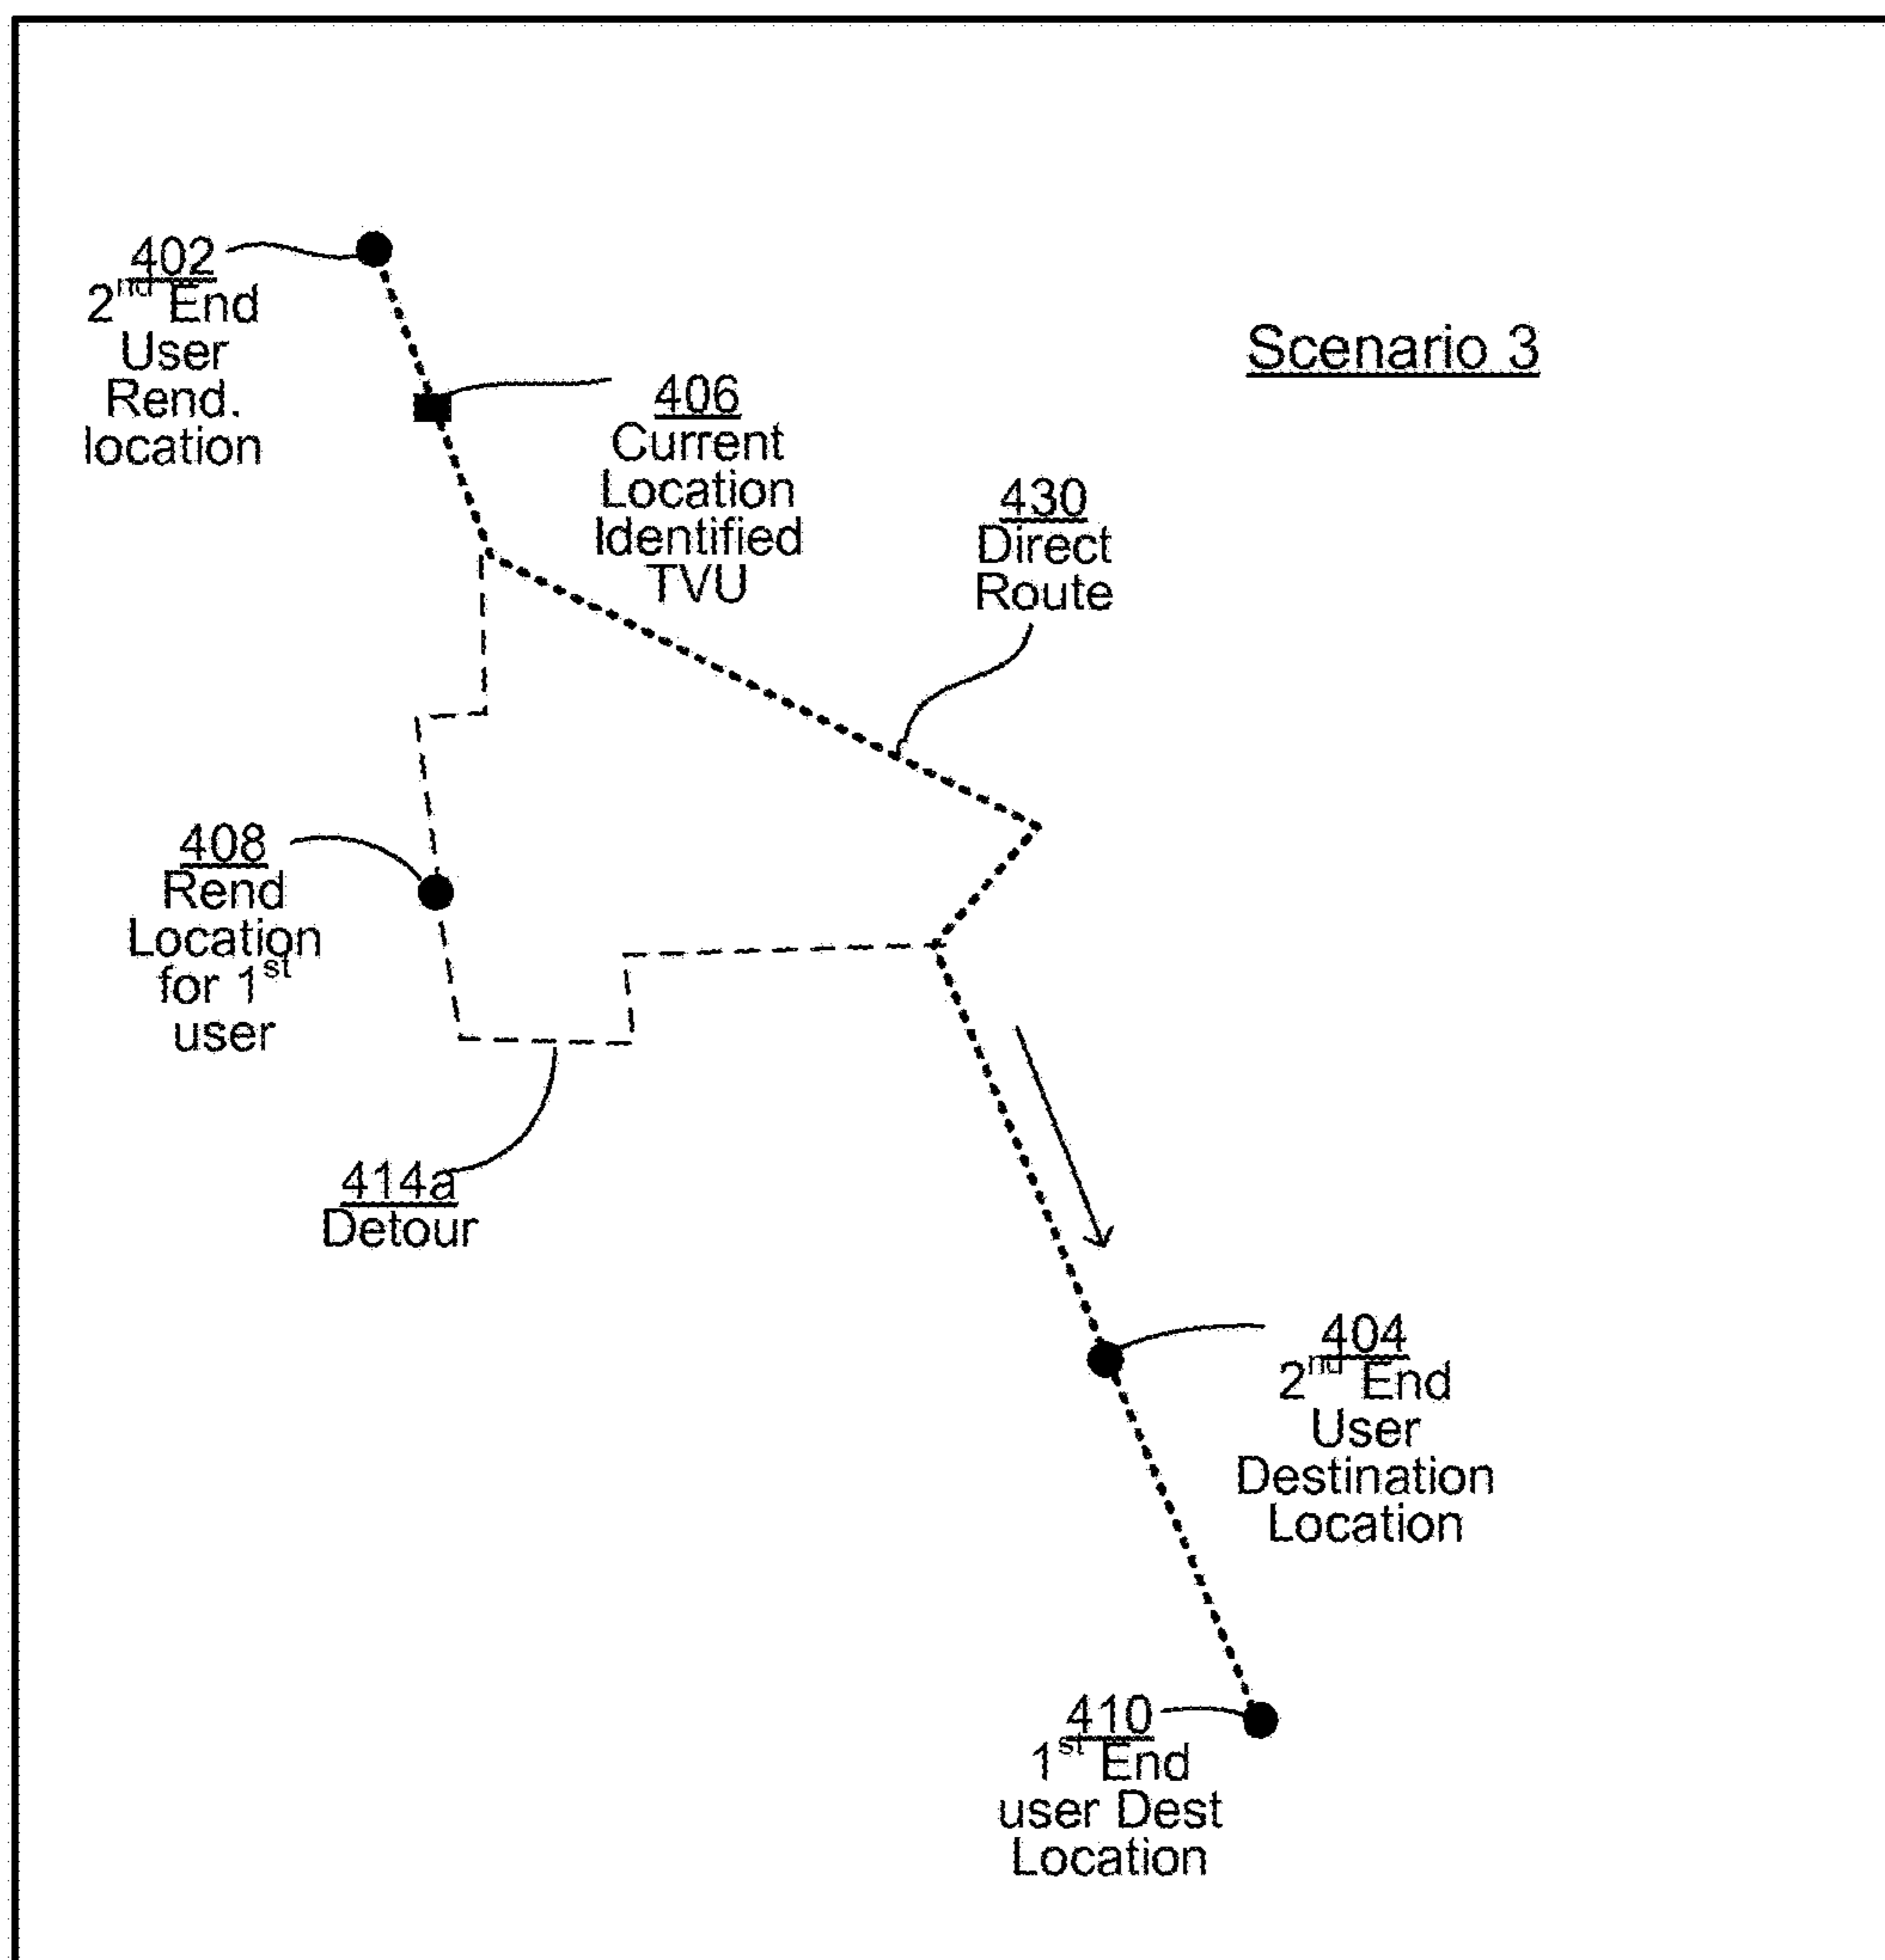 402
2nd End
User
Rend.
location
Scenario 3
406
Current
Location
Identified
TVU
430
Direct
Route
408
Rend
Location
for 1st
user
414a
Detour
404
2nd End
User
Destination
Location
410
1st End
user Dest
Location